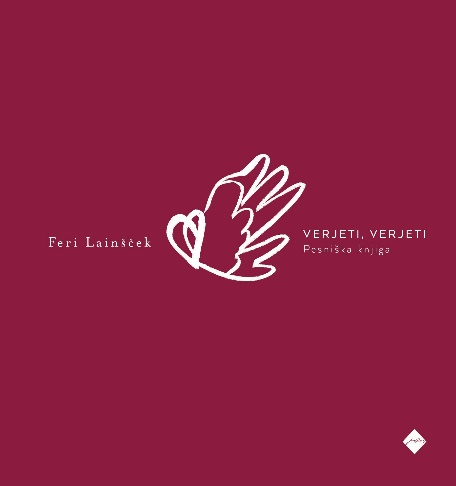 Feri Lainšček
VERJETI, VERJETI
Pesniška knjiga